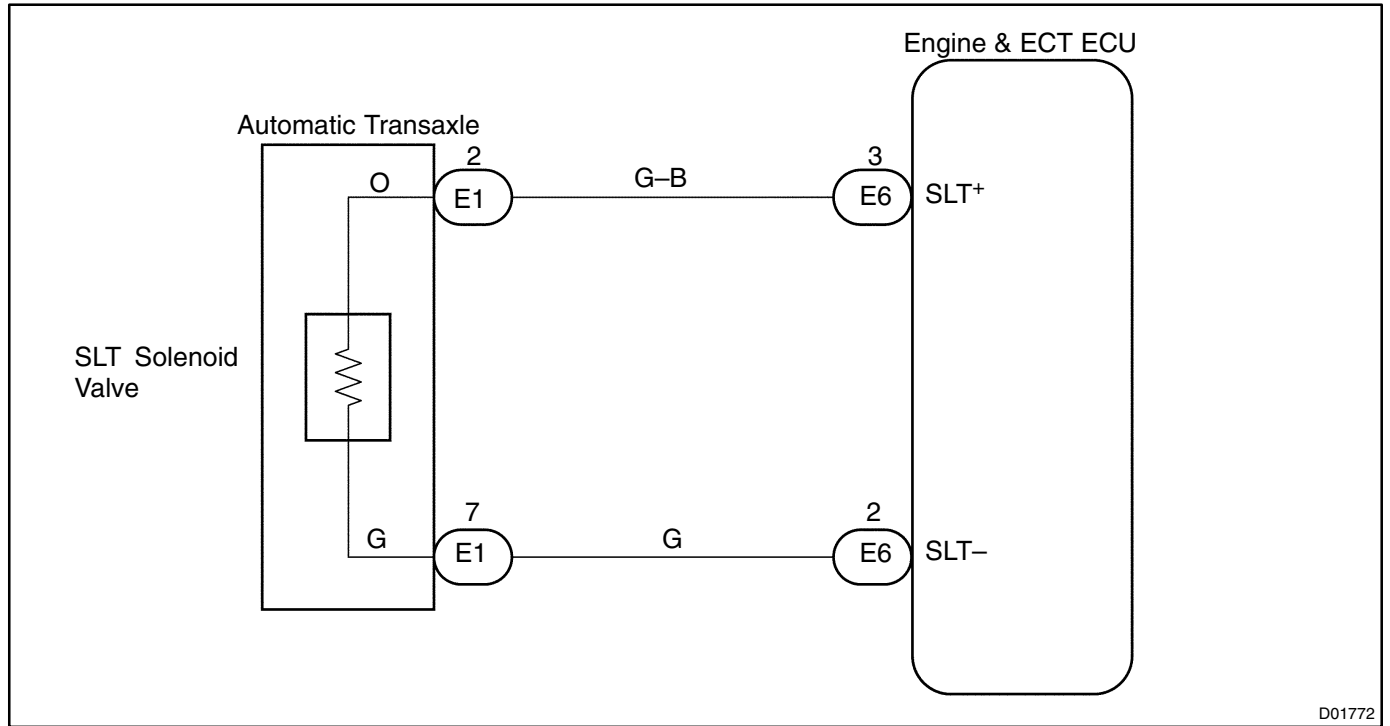 Engine & ECT ECU
Automatic Transaxle
2
3
O
G–B
E1
E6
SLT+
SLT Solenoid
Valve
7
2
G
G
E1
E6
SLT–
D01772